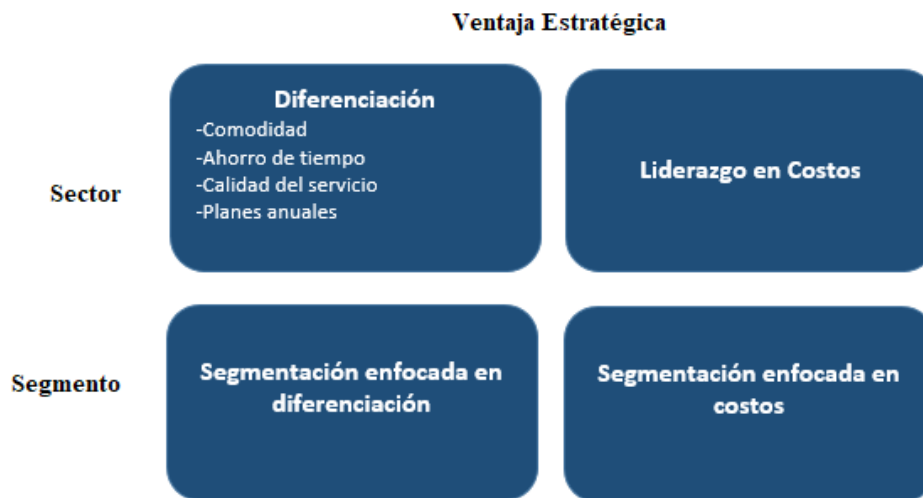 Ventaja Estratégica
Diferenciación
-Comodidad
-Ahorro de tiempo
-Calidad del servicio
-Planes anuales
Liderazgo en Costos
Sector
Segmentación enfocada en
diferenciación
Segmentación enfocada en
costos
Segmento